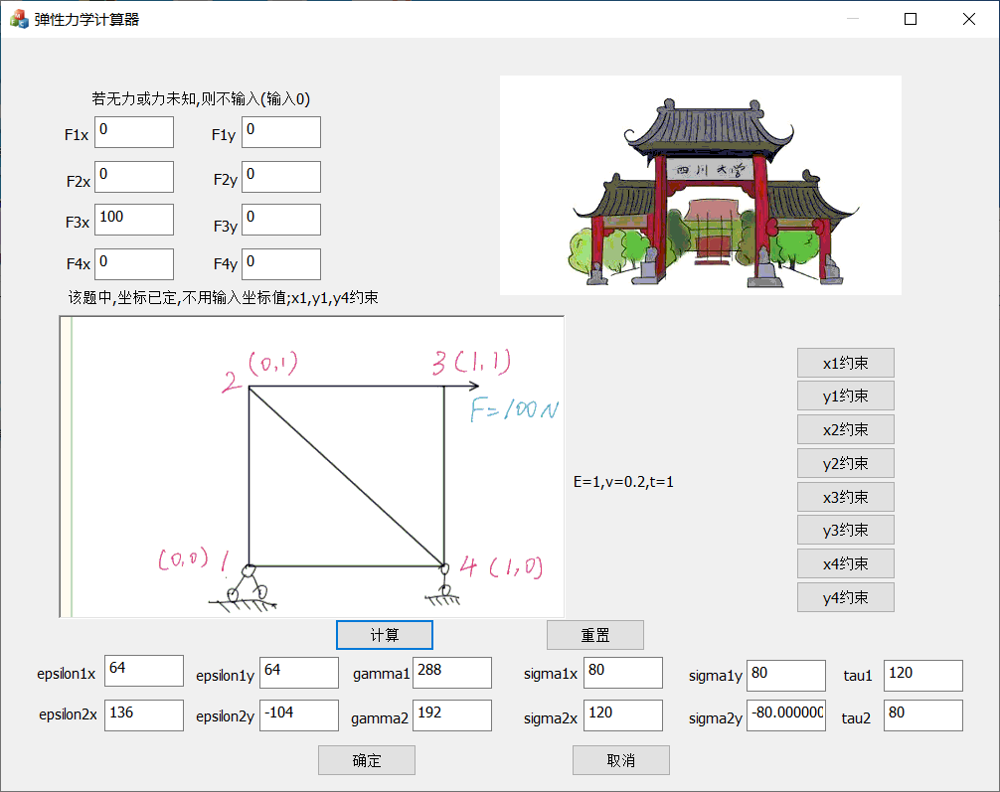 弹性力学计算器
若无力或力未知,则不输入(输入0)
F1x 0 F1y 0
F2x 0 F2y 0
F3x 100 F3y 0
F4x 0 F4y 0
该题中,坐标已定,不用输入坐标值;x1,y1,y4约束
四川大学
2 (0,1) 3 (1,1)
F=100N
(0,0) 1 4 (1,0)
E=1,v=0.2,t=1
x1约束
y1约束
x2约束
y2约束
x3约束
y3约束
x4约束
y4约束
计算 重置
epsilon1x 64 epsilon1y 64 gamma1 288 sigma1x 80 sigma1y 80 tau1 120
epsilon2x 136 epsilon2y -104 gamma2 192 sigma2x 120 sigma2y -80.000000 tau2 80
确定 取消